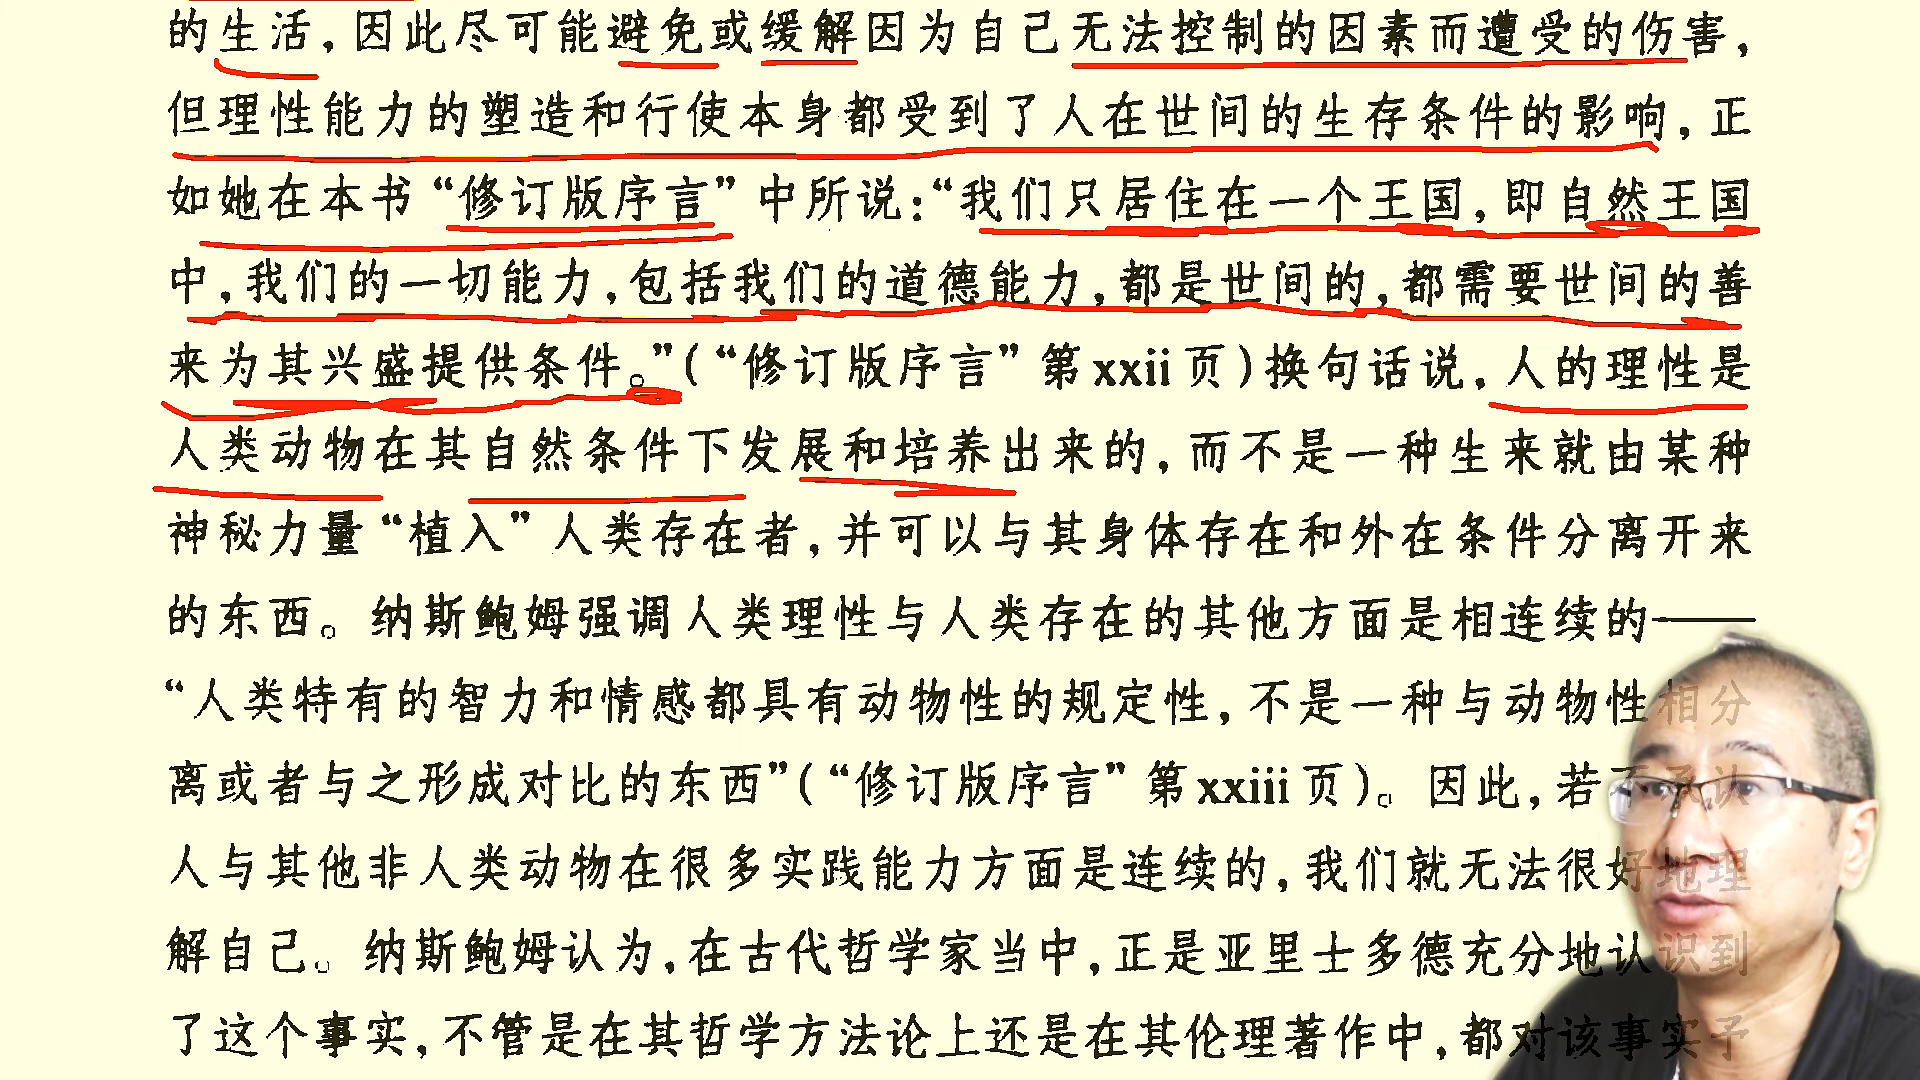 的生活，因此尽可能避免或缓解因为自己无法控制的因素而遭受的伤害，
但理性能力的塑造和行使本身都受到了人在世间的生存条件的影响，正
如她在本书“修订版序言”中所说：“我们只居住在一个王国，即自然王国
中，我们的一切能力，包括我们的道德能力，都是世间的，都需要世间的善
来为其兴盛提供条件。”（“修订版序言”第xxii页）换句话说，人的理性是
人类动物在其自然条件下发展和培养出来的，而不是一种生来就由某种
神秘力量“植入”人类存在者，并可以与其身体存在和外在条件分离开来
的东西。纳斯鲍姆强调人类理性与人类存在的其他方面是相连续的——
“人类特有的智力和情感都具有动物性的规定性，不是一种与动物性相分
离或者与之形成对比的东西”（“修订版序言”第xxiii页）。因此，若不承认
人与其他非人类动物在很多实践能力方面是连续的，我们就无法很好地理
解自己。纳斯鲍姆认为，在古代哲学家当中，正是亚里士多德充分地认识到
了这个事实，不管是在其哲学方法论上还是在其伦理著作中，都对该事实予